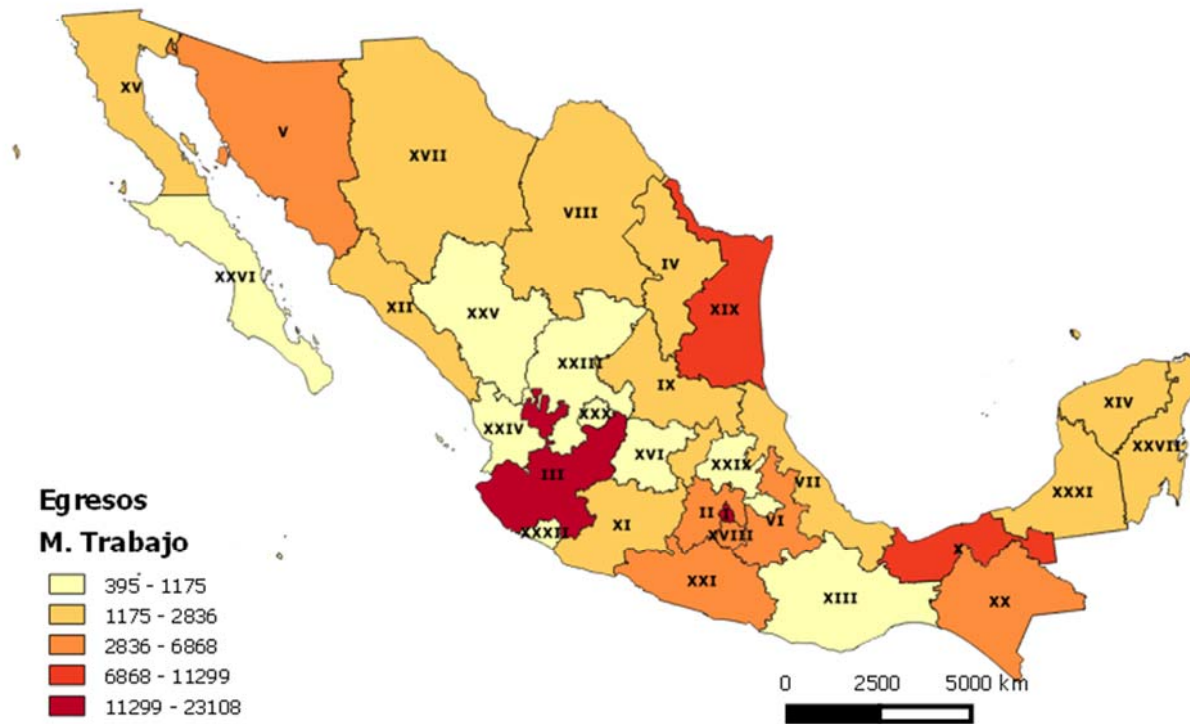 XV
V
XVII
VIII
IV
XXVI
XII
XXV
XIX
XXIII
IX
XXIV
XXX
XVI
XXIX
III
XIV
XXVII
XXXI
VII
II
I
VI
XI
XXXII
XVIII
XXI
XIII
X
XX
Egresos
M. Trabajo
395 - 1175
1175 - 2836
2836 - 6868
6868 - 11299
11299 - 23108
0 2500 5000 km